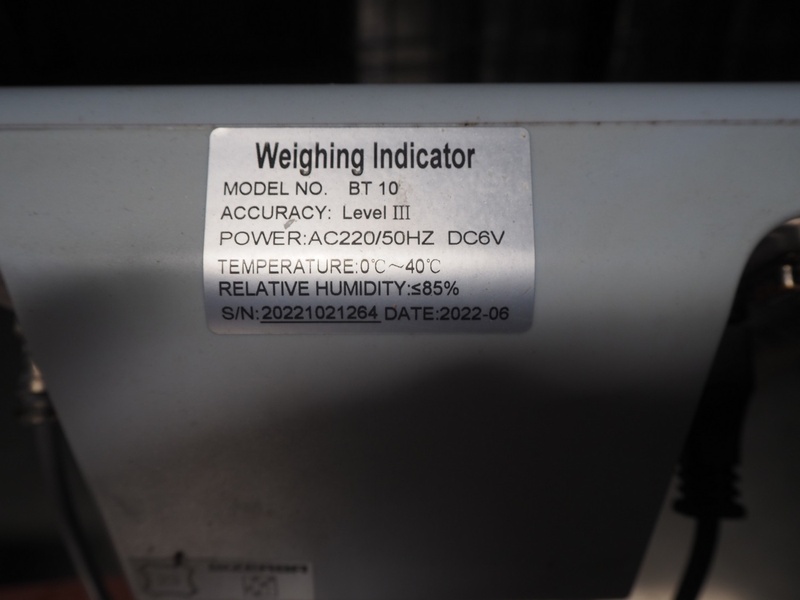 Weighing Indicator
MODEL NO. BT 10
ACCURACY: Level III
POWER:AC220/50HZ DC6V
TEMPERATURE:0℃~40℃
RELATIVE HUMIDITY:≤85%
S/N:20221021264 DATE:2022-06